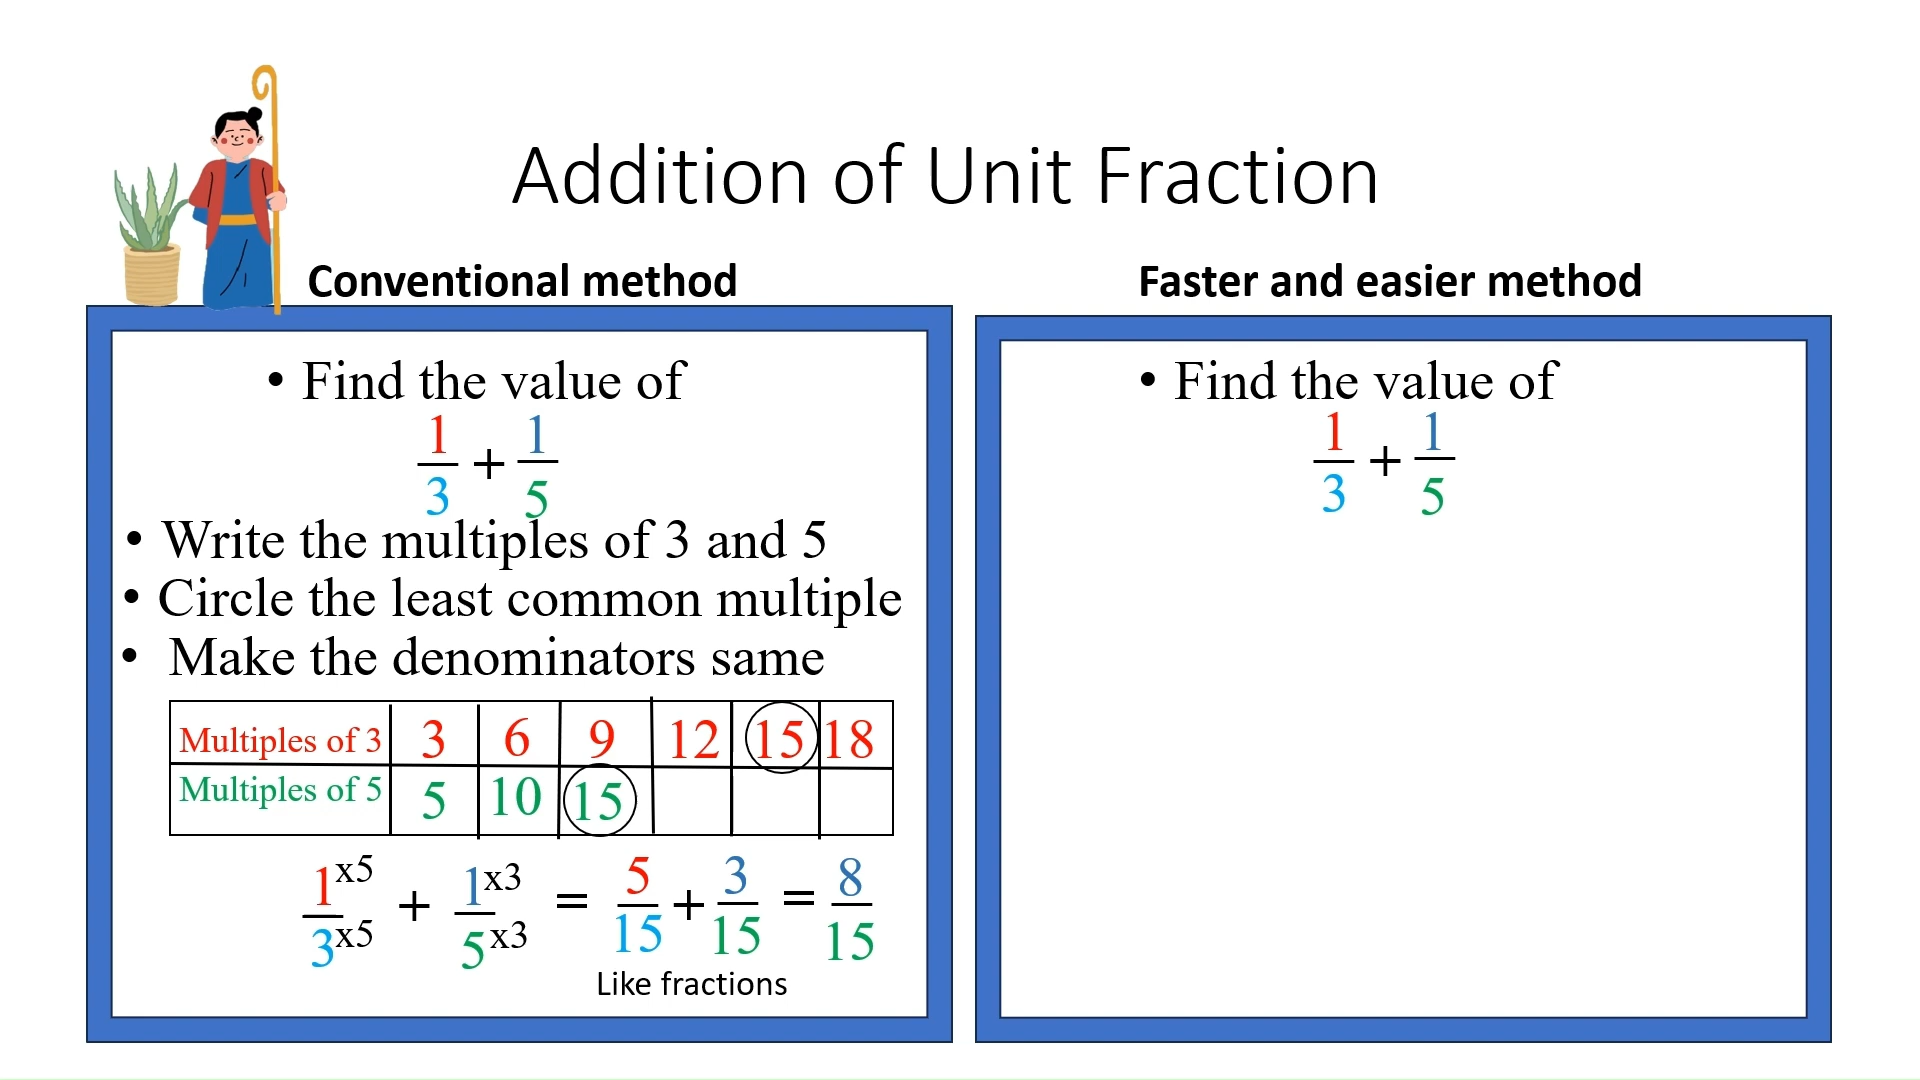 Addition of Unit Fraction
Conventional method
• Find the value of
1/3 + 1/5
• Write the multiples of 3 and 5
• Circle the least common multiple
• Make the denominators same
Multiples of 3 3 6 9 12 15 18
Multiples of 5 5 10 15
1x5/3x5 + 1x3/5x3 = 5/15 + 3/15 = 8/15
Like fractions
Faster and easier method
• Find the value of
1/3 + 1/5